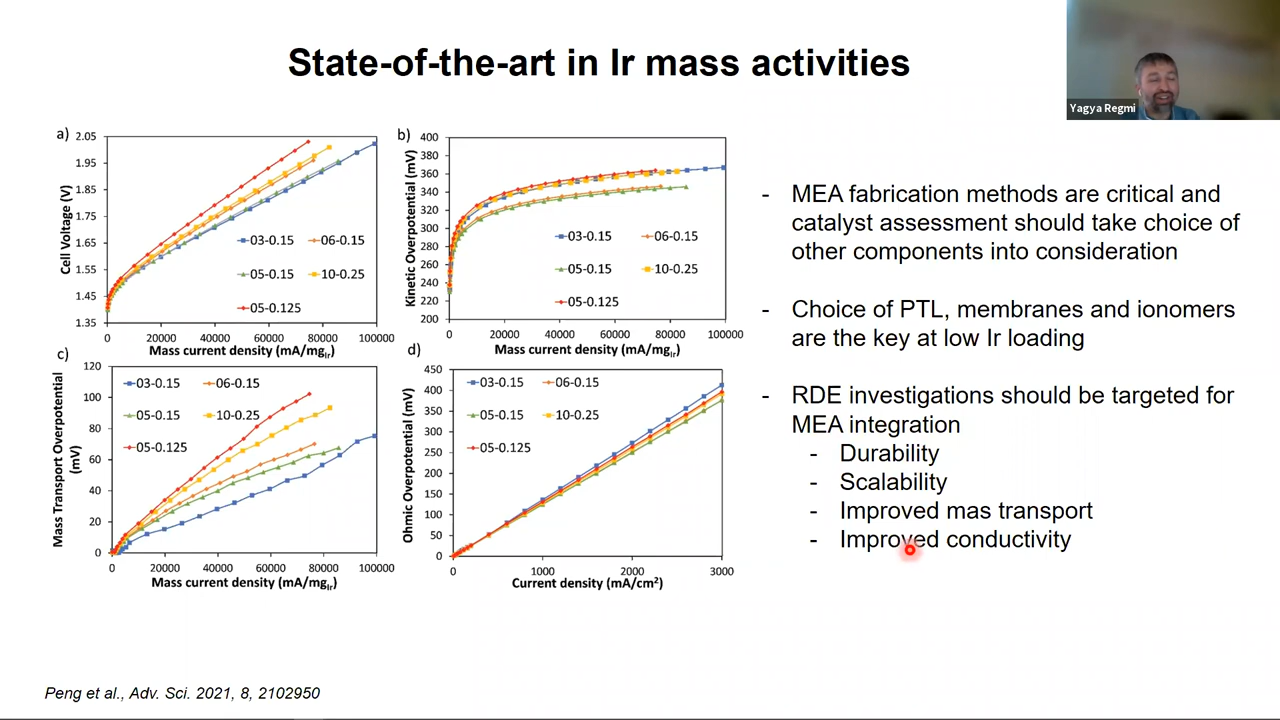 State-of-the-art in Ir mass activities
Yagya Regmi
a)
2.05
1.95
1.85
1.75
1.65
1.55
1.45
1.35
Cell Voltage (V)
03-0.15
06-0.15
05-0.15
10-0.25
05-0.125
0
20000
40000
60000
80000
100000
Mass current density (mA/mgIr)
b)
400
380
360
340
320
300
280
260
240
220
200
Kinetic Overpotential (mV)
03-0.15
06-0.15
05-0.15
10-0.25
05-0.125
0
20000
40000
60000
80000
100000
Mass current density (mA/mgIr)
c)
120
100
80
60
40
20
0
Mass Transport Overpotential
(mV)
03-0.15
06-0.15
05-0.15
10-0.25
05-0.125
0
20000
40000
60000
80000
100000
Mass current density (mA/mgIr)
d)
450
400
350
300
250
200
150
100
50
0
Ohmic Overpotential (mV)
03-0.15
06-0.15
05-0.15
10-0.25
05-0.125
0
1000
2000
3000
Current density (mA/cm²)
- MEA fabrication methods are critical and
catalyst assessment should take choice of
other components into consideration
- Choice of PTL, membranes and ionomers
are the key at low Ir loading
- RDE investigations should be targeted for
MEA integration
- Durability
- Scalability
- Improved mas transport
- Improved conductivity
Peng et al., Adv. Sci. 2021, 8, 2102950